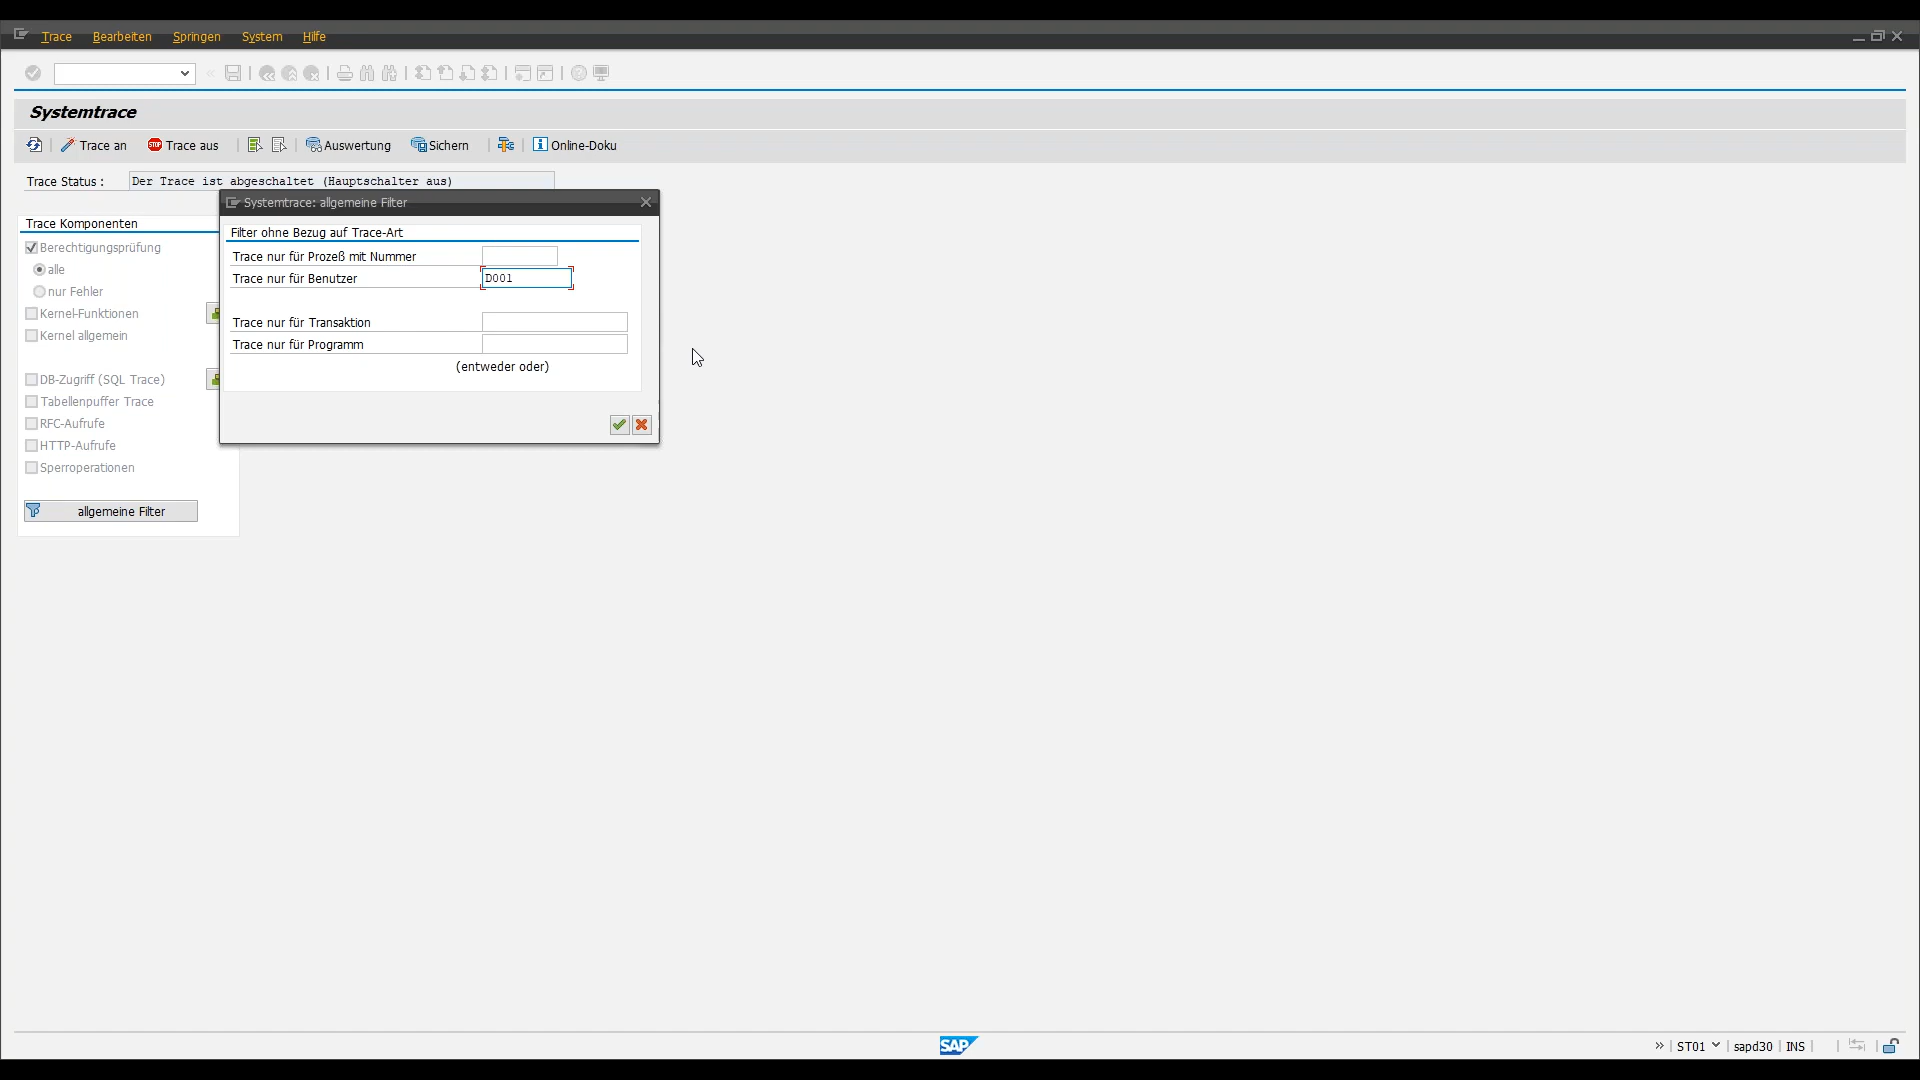 Trace Bearbeiten Springen System Hilfe
Systemtrace
Trace an Trace aus Auswertung Sichern Online-Doku
Trace Status : Der Trace ist abgeschaltet (Hauptschalter aus)
Systemtrace: allgemeine Filter
Filter ohne Bezug auf Trace-Art
Trace nur für Prozeß mit Nummer
Trace nur für Benutzer D001
Trace nur für Transaktion
Trace nur für Programm
(entweder oder)
Trace Komponenten
Berechtigungsprüfung
alle
nur Fehler
Kernel-Funktionen
Kernel allgemein
DB-Zugriff (SQL Trace)
Tabellenpuffer Trace
RFC-Aufrufe
HTTP-Aufrufe
Sperroperationen
allgemeine Filter
SAP
ST01 sapd30 INS